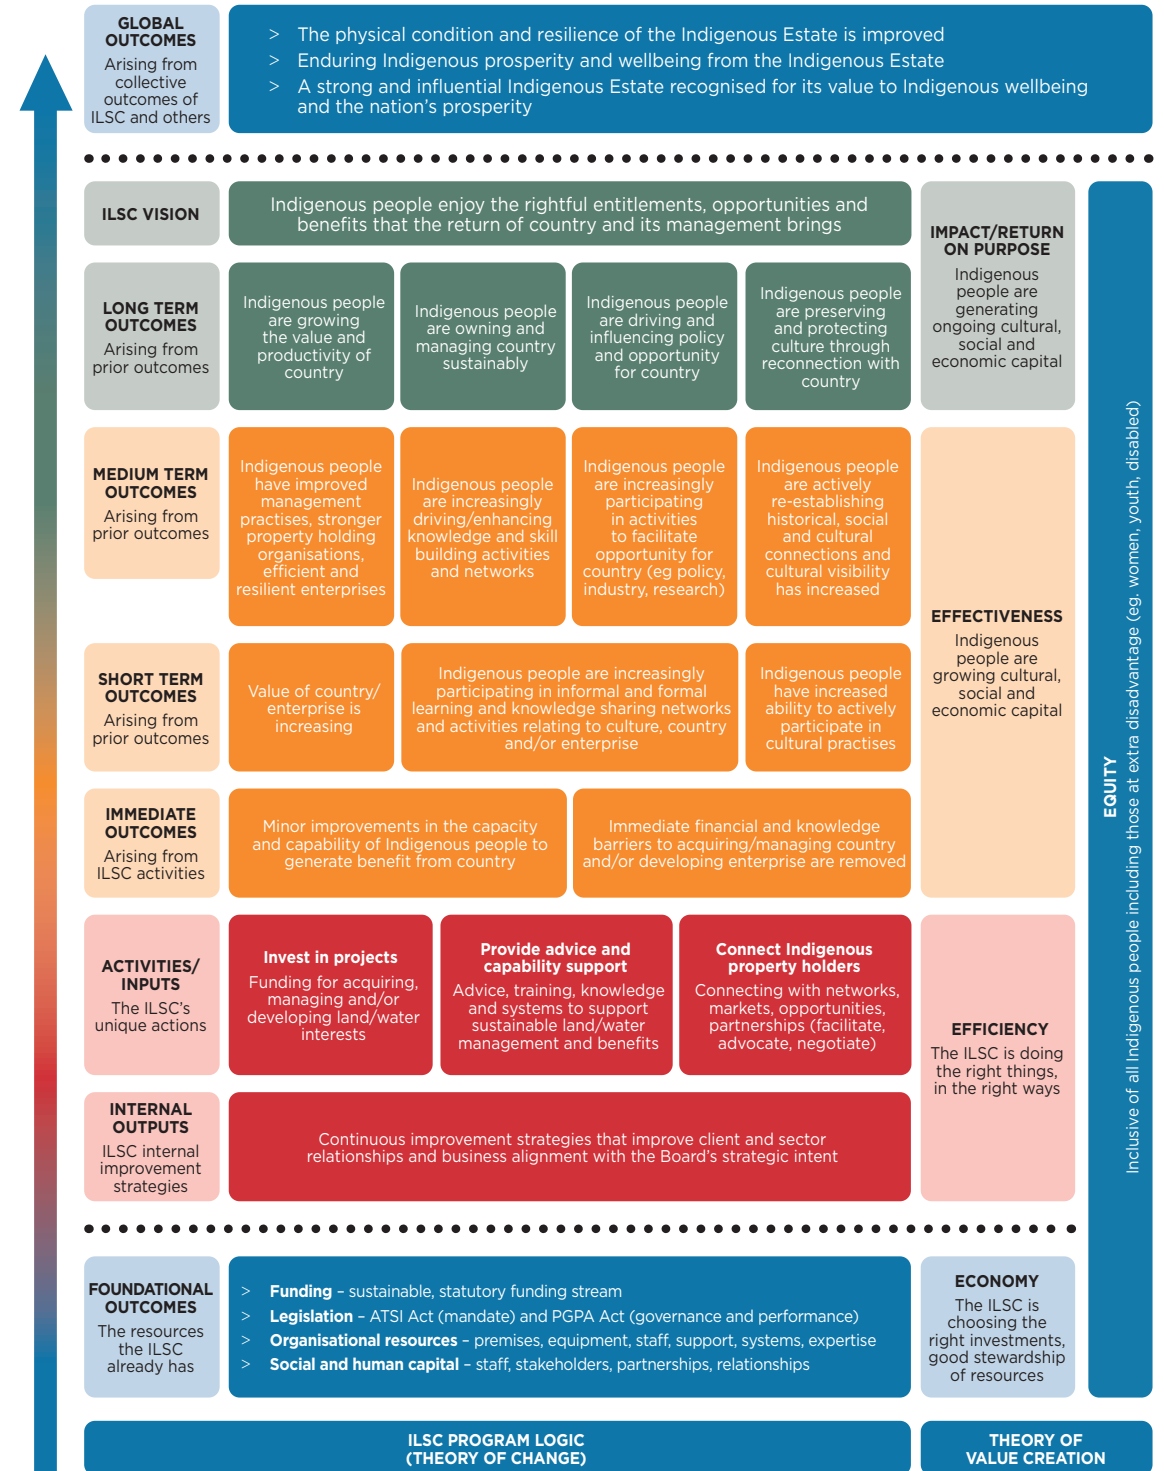 GLOBAL
OUTCOMES
Arising from
collective
outcomes of
ILSC and others
> The physical condition and resilience of the Indigenous Estate is improved
> Enduring Indigenous prosperity and wellbeing from the Indigenous Estate
> A strong and influential Indigenous Estate recognised for its value to Indigenous wellbeing
and the nation's prosperity
ILSC VISION
Indigenous people enjoy the rightful entitlements, opportunities and
benefits that the return of country and its management brings
IMPACT/RETURN
ON PURPOSE
Indigenous
people are
generating
ongoing cultural,
social and
economic capital
LONG TERM
OUTCOMES
Arising from
prior outcomes
Indigenous people
are growing
the value and
productivity of
country
Indigenous people
are owning and
managing country
sustainably
Indigenous people
are driving and
influencing policy
and opportunity
for country
Indigenous people
are preserving
and protecting
culture through
reconnection with
country
MEDIUM TERM
OUTCOMES
Arising from
prior outcomes
Indigenous people
have improved
management
practises, stronger
property holding
organisations,
efficient and
resilient enterprises
Indigenous people
are increasingly
driving/enhancing
knowledge and skill
building activities
and networks
Indigenous people
are increasingly
participating
in activities
to facilitate
opportunity for
country (eg policy,
industry, research)
Indigenous people
are actively
re-establishing
historical, social
and cultural
connections and
cultural visibility
has increased
EFFECTIVENESS
Indigenous
people are
growing cultural,
social and
economic capital
SHORT TERM
OUTCOMES
Arising from
prior outcomes
Value of country/
enterprise is
increasing
Indigenous people are increasingly
participating in informal and formal
learning and knowledge sharing networks
and activities relating to culture, country
and/or enterprise
Indigenous people
have increased
ability to actively
participate in
cultural practises
IMMEDIATE
OUTCOMES
Arising from
ILSC activities
Minor improvements in the capacity
and capability of Indigenous people to
generate benefit from country
Immediate financial and knowledge
barriers to acquiring/managing country
and/or developing enterprise are removed
ACTIVITIES/
INPUTS
The ILSC's
unique actions
Invest in projects
Funding for acquiring,
managing and/or
developing land/water
interests
Provide advice and
capability support
Advice, training, knowledge
and systems to support
sustainable land/water
management and benefits
Connect Indigenous
property holders
Connecting with networks,
markets, opportunities,
partnerships (facilitate,
advocate, negotiate)
EFFICIENCY
The ILSC is doing
the right things,
in the right ways
INTERNAL
OUTPUTS
ILSC internal
improvement
strategies
Continuous improvement strategies that improve client and sector
relationships and business alignment with the Board's strategic intent
EQUITY
Inclusive of all Indigenous people including those at extra disadvantage (eg. women, youth, disabled)
FOUNDATIONAL
OUTCOMES
The resources
the ILSC
already has
> Funding – sustainable, statutory funding stream
> Legislation – ATSI Act (mandate) and PGPA Act (governance and performance)
> Organisational resources – premises, equipment, staff, support, systems, expertise
> Social and human capital – staff, stakeholders, partnerships, relationships
ECONOMY
The ILSC is
choosing the
right investments,
good stewardship
of resources
ILSC PROGRAM LOGIC
(THEORY OF CHANGE)
THEORY OF
VALUE CREATION